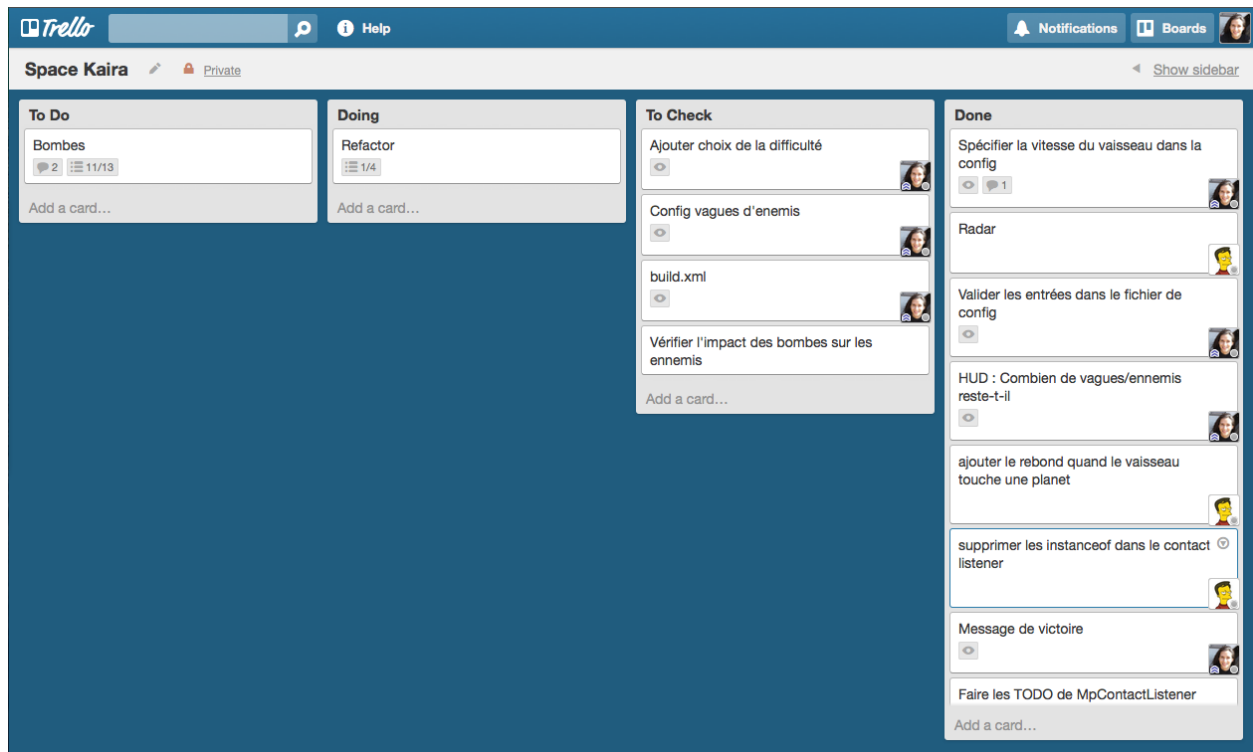 Trello
Help
Notifications
Boards
Space Kaira
Private
Show sidebar
To Do
Bombes
2
11/13
Add a card...
Doing
Refactor
1/4
Add a card...
To Check
Ajouter choix de la difficulté
Config vagues d'enemis
build.xml
Vérifier l'impact des bombes sur les
ennemis
Add a card...
Done
Spécifier la vitesse du vaisseau dans la
config
1
Radar
Valider les entrées dans le fichier de
config
HUD : Combien de vagues/ennemis
reste-t-il
ajouter le rebond quand le vaisseau
touche une planet
supprimer les instanceof dans le contact
listener
Message de victoire
Faire les TODO de MpContactListener
Add a card...